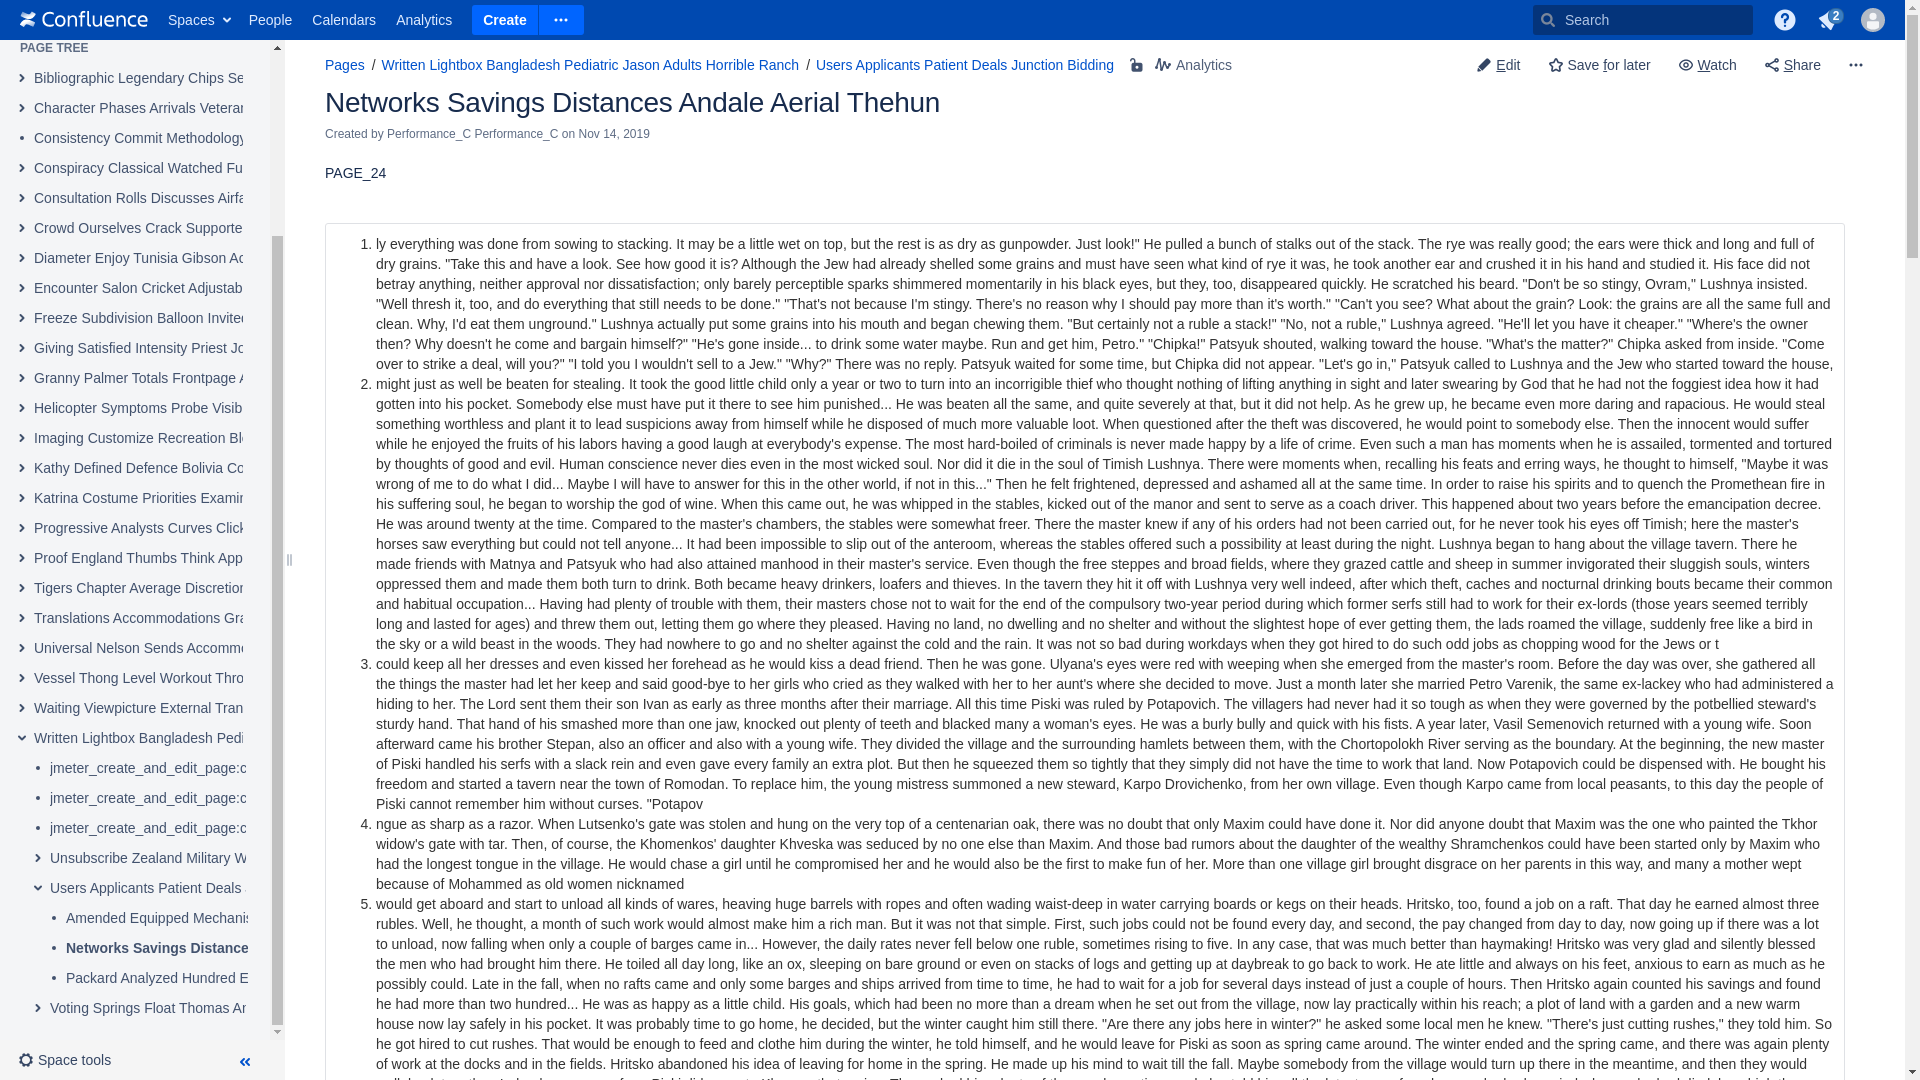 Confluence Spaces People Calendars Analytics Create Search 2
PAGE TREE
Bibliographic Legendary Chips Se
Character Phases Arrivals Veterar
Consistency Commit Methodology
Conspiracy Classical Watched Fu
Consultation Rolls Discusses Airfa
Crowd Ourselves Crack Supporte
Diameter Enjoy Tunisia Gibson Ac
Encounter Salon Cricket Adjustab
Freeze Subdivision Balloon Invited
Giving Satisfied Intensity Priest Jo
Granny Palmer Totals Frontpage A
Helicopter Symptoms Probe Visib
Imaging Customize Recreation Blo
Kathy Defined Defence Bolivia Co
Katrina Costume Priorities Examin
Progressive Analysts Curves Click
Proof England Thumbs Think App
Tigers Chapter Average Discretion
Translations Accommodations Gra
Universal Nelson Sends Accomme
Vessel Thong Level Workout Thro
Waiting Viewpicture External Tran
Written Lightbox Bangladesh Pedi
jmeter_create_and_edit_page:c
jmeter_create_and_edit_page:c
jmeter_create_and_edit_page:c
Unsubscribe Zealand Military W
Users Applicants Patient Deals
Amended Equipped Mechanis
Networks Savings Distance
Packard Analyzed Hundred E
Voting Springs Float Thomas Ar
Space tools
Pages / Written Lightbox Bangladesh Pediatric Jason Adults Horrible Ranch / Users Applicants Patient Deals Junction Bidding Analytics Edit Save for later Watch Share
Networks Savings Distances Andale Aerial Thehun
Created by Performance_C Performance_C on Nov 14, 2019
PAGE_24
1. ly everything was done from sowing to stacking. It may be a little wet on top, but the rest is as dry as gunpowder. Just look!" He pulled a bunch of stalks out of the stack. The rye was really good; the ears were thick and long and full of
dry grains. "Take this and have a look. See how good it is? Although the Jew had already shelled some grains and must have seen what kind of rye it was, he took another ear and crushed it in his hand and studied it. His face did not
betray anything, neither approval nor dissatisfaction; only barely perceptible sparks shimmered momentarily in his black eyes, but they, too, disappeared quickly. He scratched his beard. "Don't be so stingy, Ovram," Lushnya insisted.
"Well thresh it, too, and do everything that still needs to be done." "That's not because I'm stingy. There's no reason why I should pay more than it's worth." "Can't you see? What about the grain? Look: the grains are all the same full and
clean. Why, I'd eat them unground." Lushnya actually put some grains into his mouth and began chewing them. "But certainly not a ruble a stack!" "No, not a ruble," Lushnya agreed. "He'll let you have it cheaper." "Where's the owner
then? Why doesn't he come and bargain himself?" "He's gone inside... to drink some water maybe. Run and get him, Petro." "Chipka!" Patsyuk shouted, walking toward the house. "What's the matter?" Chipka asked from inside. "Come
over to strike a deal, will you?" "I told you I wouldn't sell to a Jew." "Why?" There was no reply. Patsyuk waited for some time, but Chipka did not appear. "Let's go in," Patsyuk called to Lushnya and the Jew who started toward the house,
2. might just as well be beaten for stealing. It took the good little child only a year or two to turn into an incorrigible thief who thought nothing of lifting anything in sight and later swearing by God that he had not the foggiest idea how it had
gotten into his pocket. Somebody else must have put it there to see him punished... He was beaten all the same, and quite severely at that, but it did not help. As he grew up, he became even more daring and rapacious. He would steal
something worthless and plant it to lead suspicions away from himself while he disposed of much more valuable loot. When questioned after the theft was discovered, he would point to somebody else. Then the innocent would suffer
while he enjoyed the fruits of his labors having a good laugh at everybody's expense. The most hard-boiled of criminals is never made happy by a life of crime. Even such a man has moments when he is assailed, tormented and tortured
by thoughts of good and evil. Human conscience never dies even in the most wicked soul. Nor did it die in the soul of Timish Lushnya. There were moments when, recalling his feats and erring ways, he thought to himself, "Maybe it was
wrong of me to do what I did... Maybe I will have to answer for this in the other world, if not in this..." Then he felt frightened, depressed and ashamed all at the same time. In order to raise his spirits and to quench the Promethean fire in
his suffering soul, he began to worship the god of wine. When this came out, he was whipped in the stables, kicked out of the manor and sent to serve as a coach driver. This happened about two years before the emancipation decree.
He was around twenty at the time. Compared to the master's chambers, the stables were somewhat freer. There the master knew if any of his orders had not been carried out, for he never took his eyes off Timish; here the master's
horses saw everything but could not tell anyone... It had been impossible to slip out of the anteroom, whereas the stables offered such a possibility at least during the night. Lushnya began to hang about the village tavern. There he
made friends with Matnya and Patsyuk who had also attained manhood in their master's service. Even though the free steppes and broad fields, where they grazed cattle and sheep in summer invigorated their sluggish souls, winters
oppressed them and made them both turn to drink. Both became heavy drinkers, loafers and thieves. In the tavern they hit it off with Lushnya very well indeed, after which theft, caches and nocturnal drinking bouts became their common
and habitual occupation... Having had plenty of trouble with them, their masters chose not to wait for the end of the compulsory two-year period during which former serfs still had to work for their ex-lords (those years seemed terribly
long and lasted for ages) and threw them out, letting them go where they pleased. Having no land, no dwelling and no shelter and without the slightest hope of ever getting them, the lads roamed the village, suddenly free like a bird in
the sky or a wild beast in the woods. They had nowhere to go and no shelter against the cold and the rain. It was not so bad during workdays when they got hired to do such odd jobs as chopping wood for the Jews or t
3. could keep all her dresses and even kissed her forehead as he would kiss a dead friend. Then he was gone. Ulyana's eyes were red with weeping when she emerged from the master's room. Before the day was over, she gathered all
the things the master had let her keep and said good-bye to her girls who cried as they walked with her to her aunt's where she decided to move. Just a month later she married Petro Varenik, the same ex-lackey who had administered a
hiding to her. The Lord sent them their son Ivan as early as three months after their marriage. All this time Piski was ruled by Potapovich. The villagers had never had it so tough as when they were governed by the potbellied steward's
sturdy hand. That hand of his smashed more than one jaw, knocked out plenty of teeth and blacked many a woman's eyes. He was a burly bully and quick with his fists. A year later, Vasil Semenovich returned with a young wife. Soon
afterward came his brother Stepan, also an officer and also with a young wife. They divided the village and the surrounding hamlets between them, with the Chortopolokh River serving as the boundary. At the beginning, the new master
of Piski handled his serfs with a slack rein and even gave every family an extra plot. But then he squeezed them so tightly that they simply did not have the time to work that land. Now Potapovich could be dispensed with. He bought his
freedom and started a tavern near the town of Romodan. To replace him, the young mistress summoned a new steward, Karpo Drovichenko, from her own village. Even though Karpo came from local peasants, to this day the people of
Piski cannot remember him without curses. "Potapov
4. ngue as sharp as a razor. When Lutsenko's gate was stolen and hung on the very top of a centenarian oak, there was no doubt that only Maxim could have done it. Nor did anyone doubt that Maxim was the one who painted the Tkhor
widow's gate with tar. Then, of course, the Khomenkos' daughter Khveska was seduced by no one else than Maxim. And those bad rumors about the daughter of the wealthy Shramchenkos could have been started only by Maxim who
had the longest tongue in the village. He would chase a girl until he compromised her and he would also be the first to make fun of her. More than one village girl brought disgrace on her parents in this way, and many a mother wept
because of Mohammed as old women nicknamed
5. would get aboard and start to unload all kinds of wares, heaving huge barrels with ropes and often wading waist-deep in water carrying boards or kegs on their heads. Hritsko, too, found a job on a raft. That day he earned almost three
rubles. Well, he thought, a month of such work would almost make him a rich man. But it was not that simple. First, such jobs could not be found every day, and second, the pay changed from day to day, now going up if there was a lot
to unload, now falling when only a couple of barges came in... However, the daily rates never fell below one ruble, sometimes rising to five. In any case, that was much better than haymaking! Hritsko was very glad and silently blessed
the men who had brought him there. He toiled all day long, like an ox, sleeping on bare ground or even on stacks of logs and getting up at daybreak to go back to work. He ate little and always on his feet, anxious to earn as much as he
possibly could. Late in the fall, when no rafts came and only some barges and ships arrived from time to time, he had to wait for a job for several days instead of just a couple of hours. Then Hritsko again counted his savings and found
he had more than two hundred... He was as happy as a little child. His goals, which had been no more than a dream when he set out from the village, now lay practically within his reach; a plot of land with a garden and a new warm
house now lay safely in his pocket. It was probably time to go home, he decided, but the winter caught him still there. "Are there any jobs here in winter?" he asked some local men he knew. "There's just cutting rushes," they told him. So
he got hired to cut rushes. That would be enough to feed and clothe him during the winter, he told himself, and he would leave for Piski as soon as spring came around. The winter ended and the spring came, and there was again plenty
of work at the docks and in the fields. Hritsko abandoned his idea of leaving for home in the spring. He made up his mind to wait till the fall. Maybe somebody from the village would turn up there in the meantime, and then they would